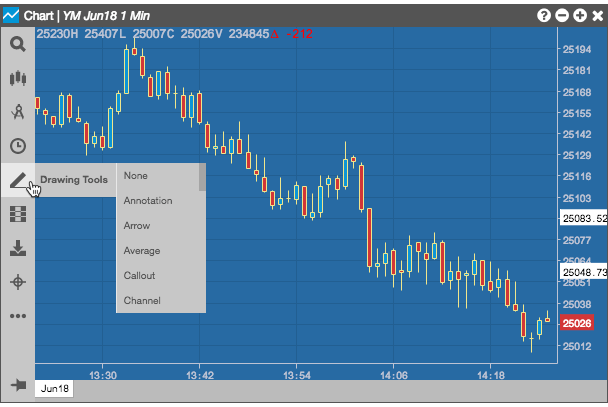 Chart | YM Jun18 1 Min
25230H 25407L 25007C 25026V 234845Δ -212
25194
25181
25168
25155
25142
25129
25116
25103
25083.52
25077
25064
25048.73
25051
25038
25026
25012
Drawing Tools
None
Annotation
Arrow
Average
Callout
Channel
13:30 13:42 13:54 14:06 14:18
Jun18